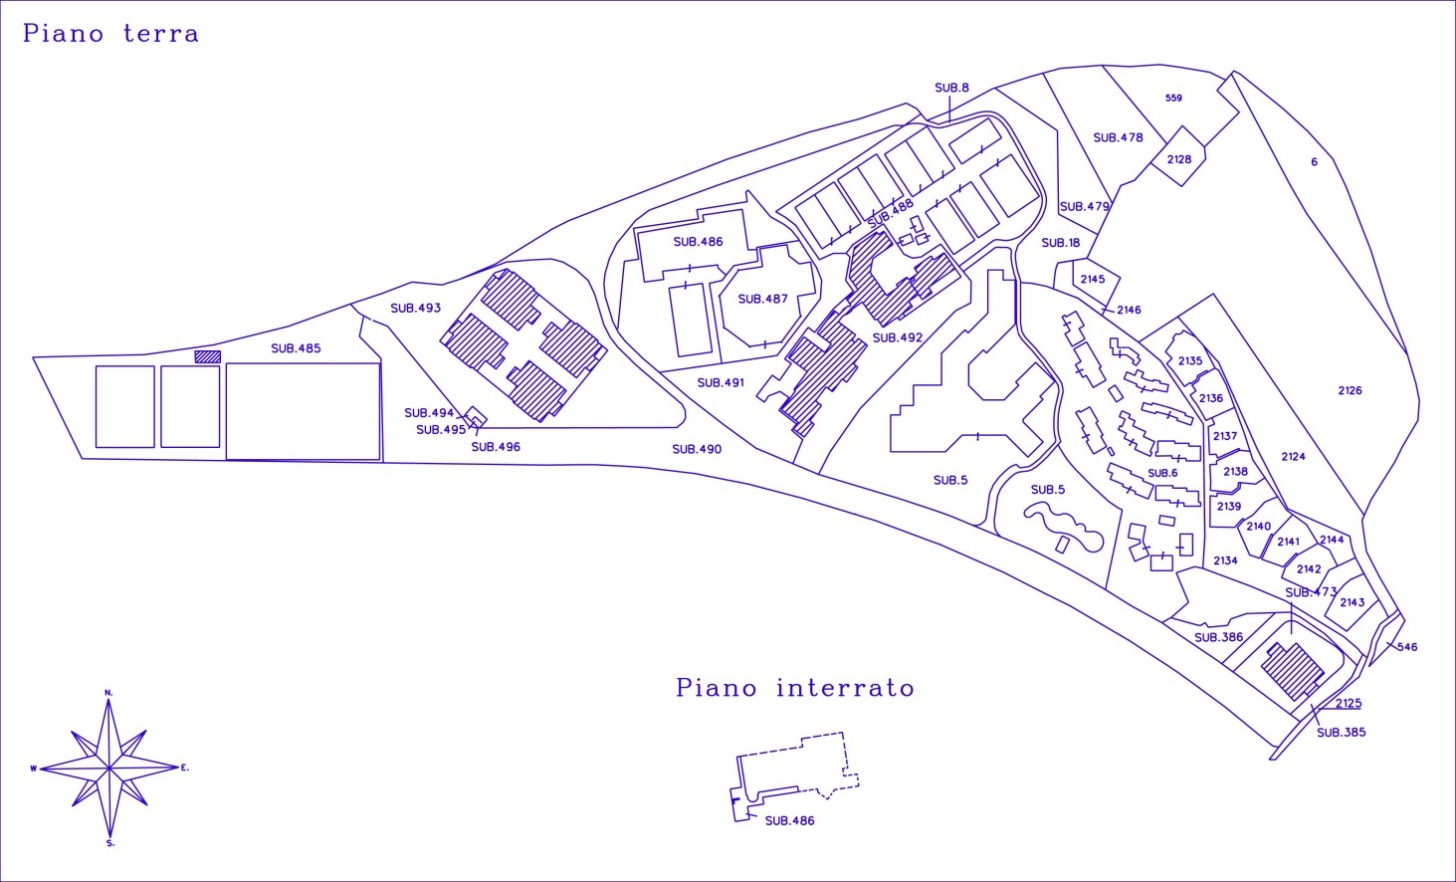 Piano terra
SUB.8
559
SUB.478
2128
6
SUB.479
SUB.488
SUB.486
SUB.18
2145
SUB.487
2146
SUB.493
SUB.492
SUB.485
2135
SUB.491
2126
2136
SUB.494
SUB.495
2137
SUB.496
SUB.490
2124
SUB.6
2138
SUB.5
SUB.5
2139
2140
2141
2144
2134
2142
SUB.473
2143
SUB.386
546
Piano interrato
2125
SUB.385
SUB.486
N.
W
E.
S.